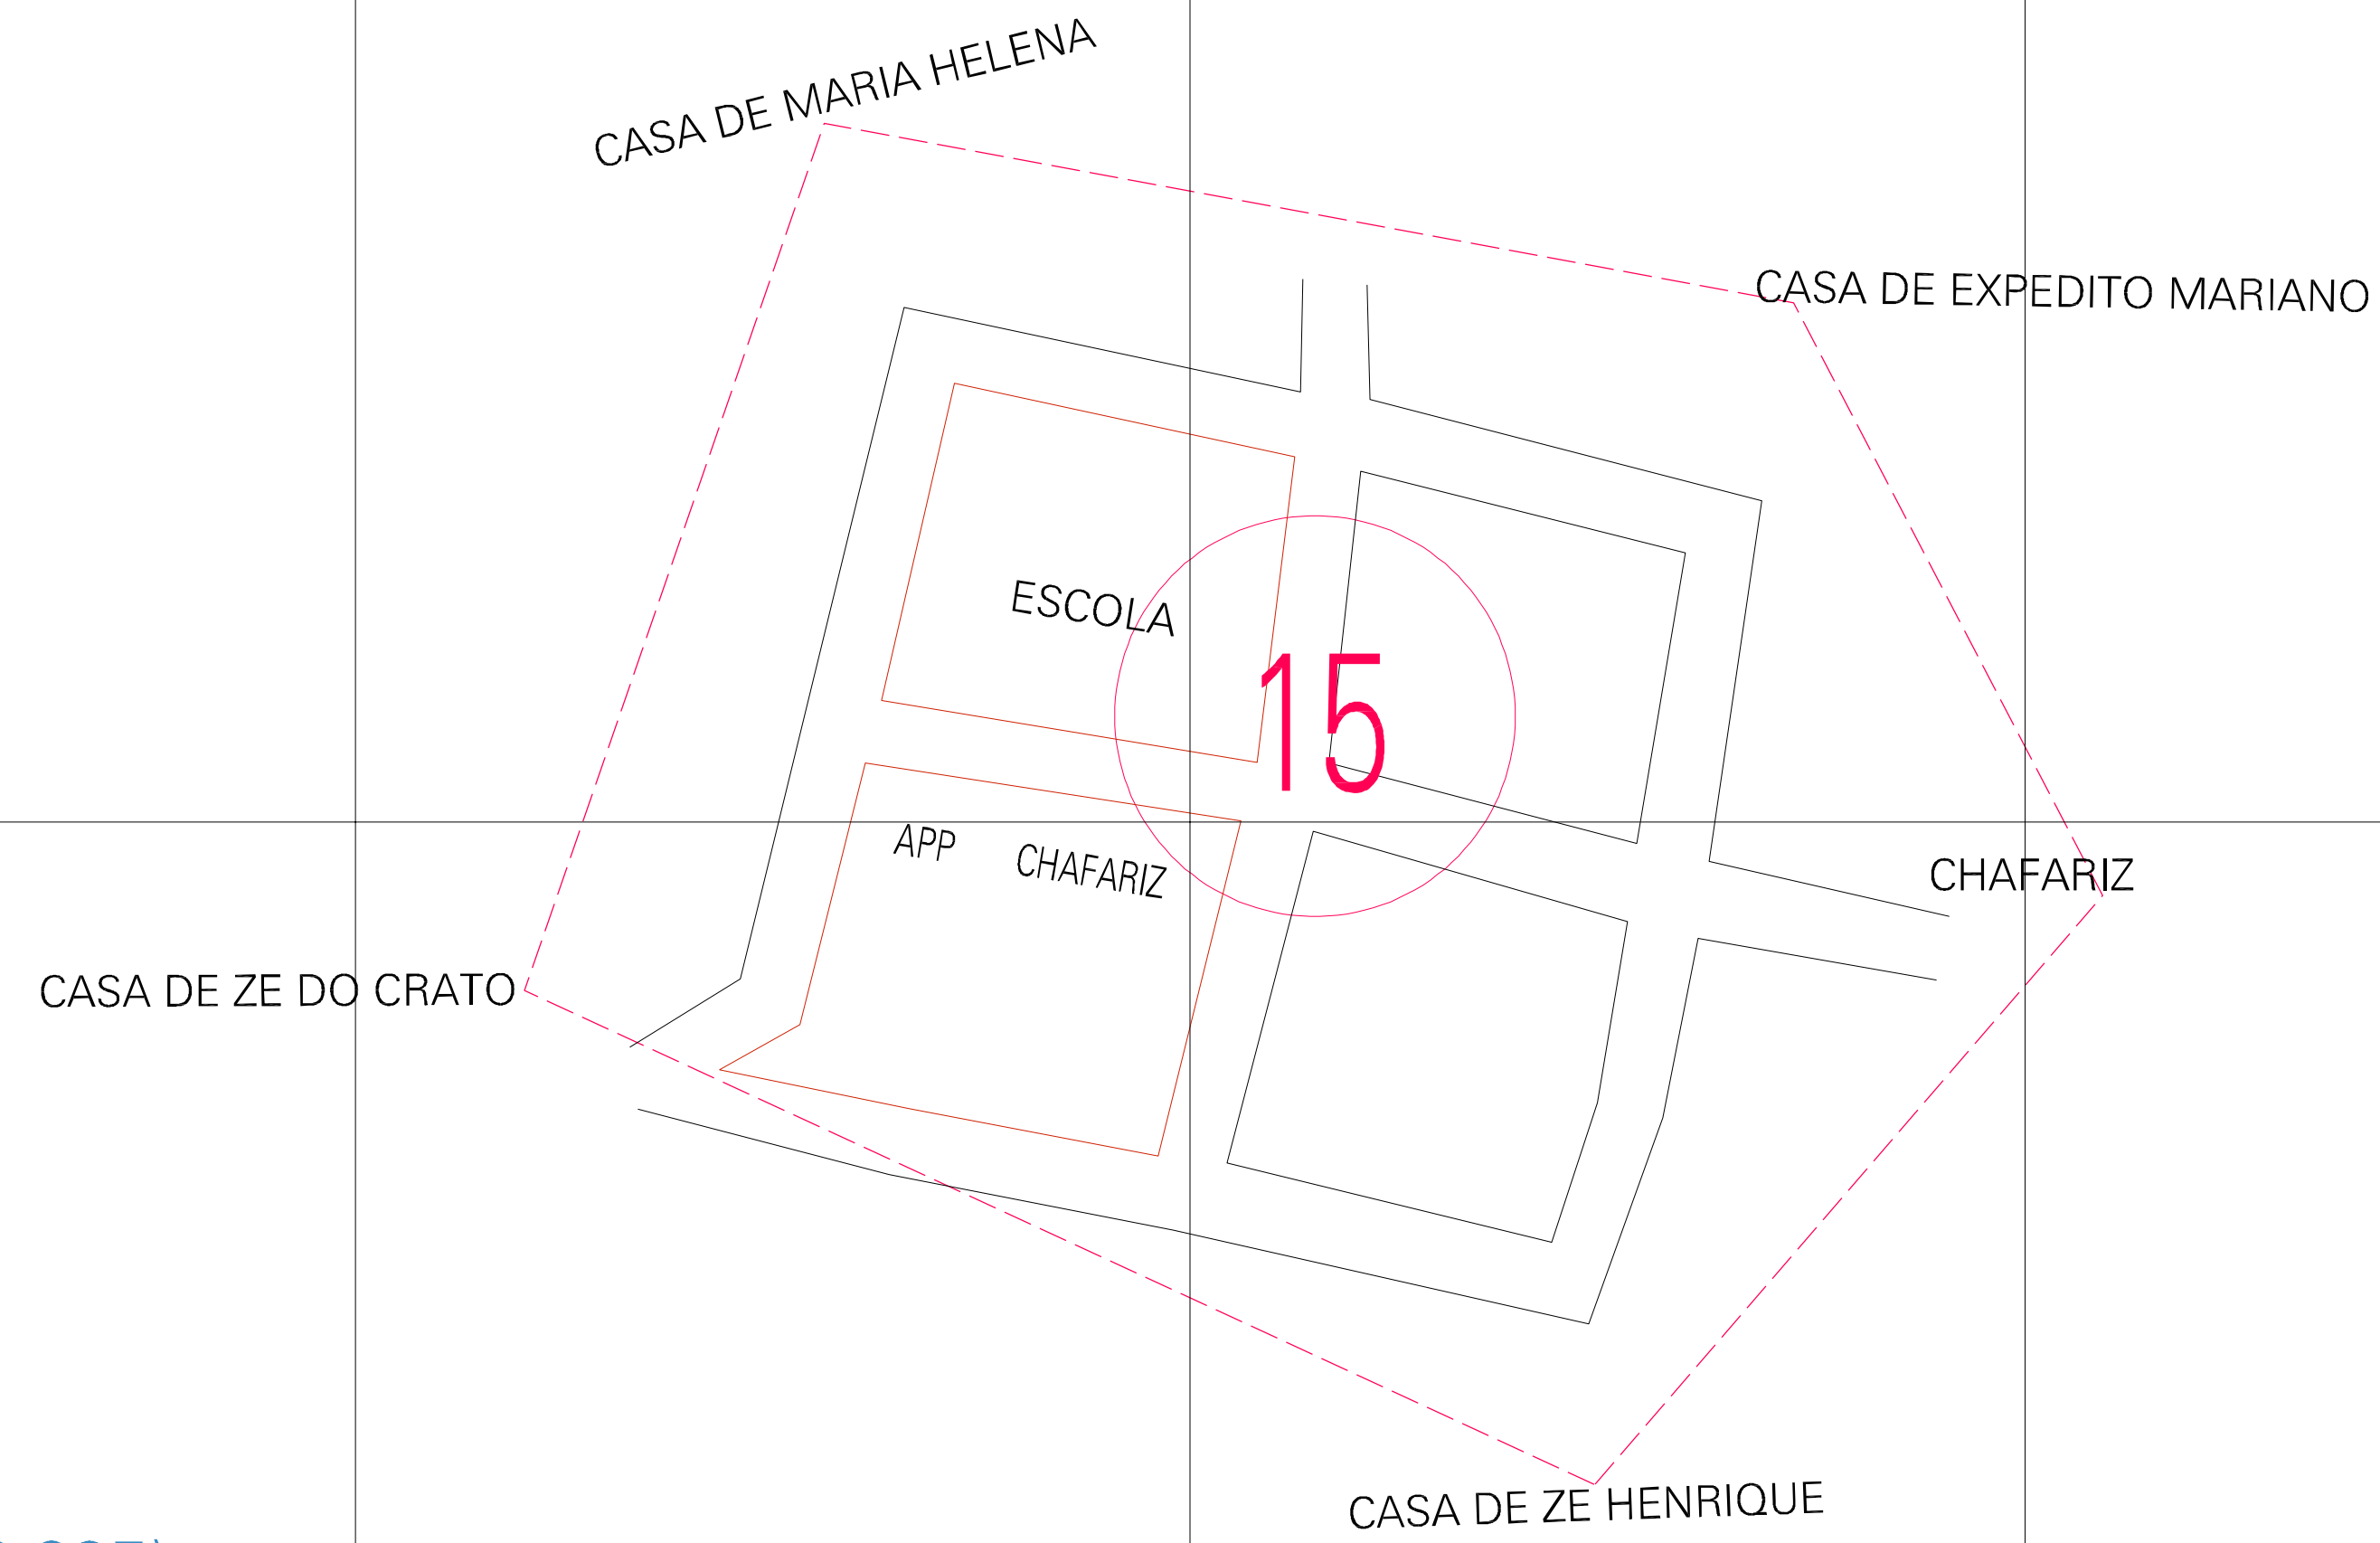 CASA DE MARIA HELENA
CASA DE EXPEDITO MARIANO
ESCOLA
15
APP CHAFARIZ
CHAFARIZ
CASA DE ZE DO CRATO
CASA DE ZE HENRIQUE